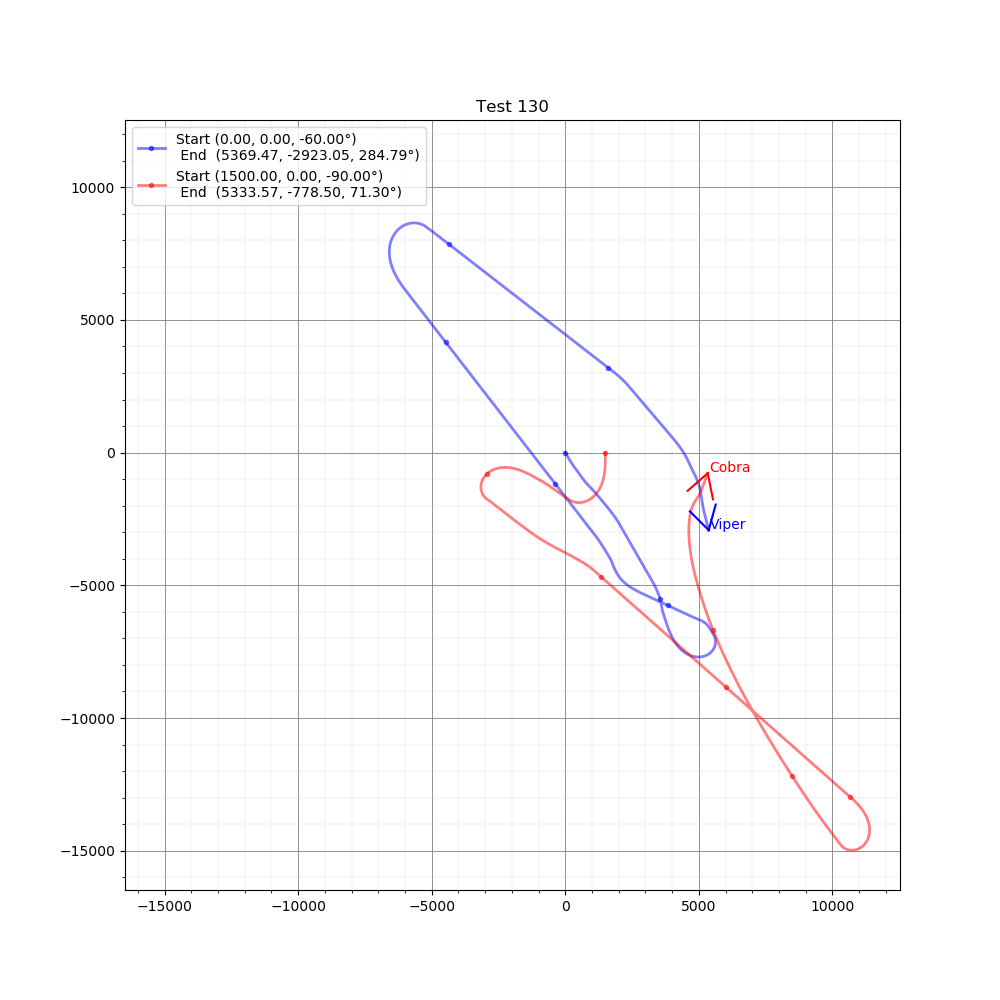 Test 130
Start (0.00, 0.00, -60.00°)
End (5369.47, -2923.05, 284.79°)
Start (1500.00, 0.00, -90.00°)
End (5333.57, -778.50, 71.30°)
10000
5000
0
−5000
−10000
−15000
Cobra
Viper
−15000 −10000 −5000 0 5000 10000